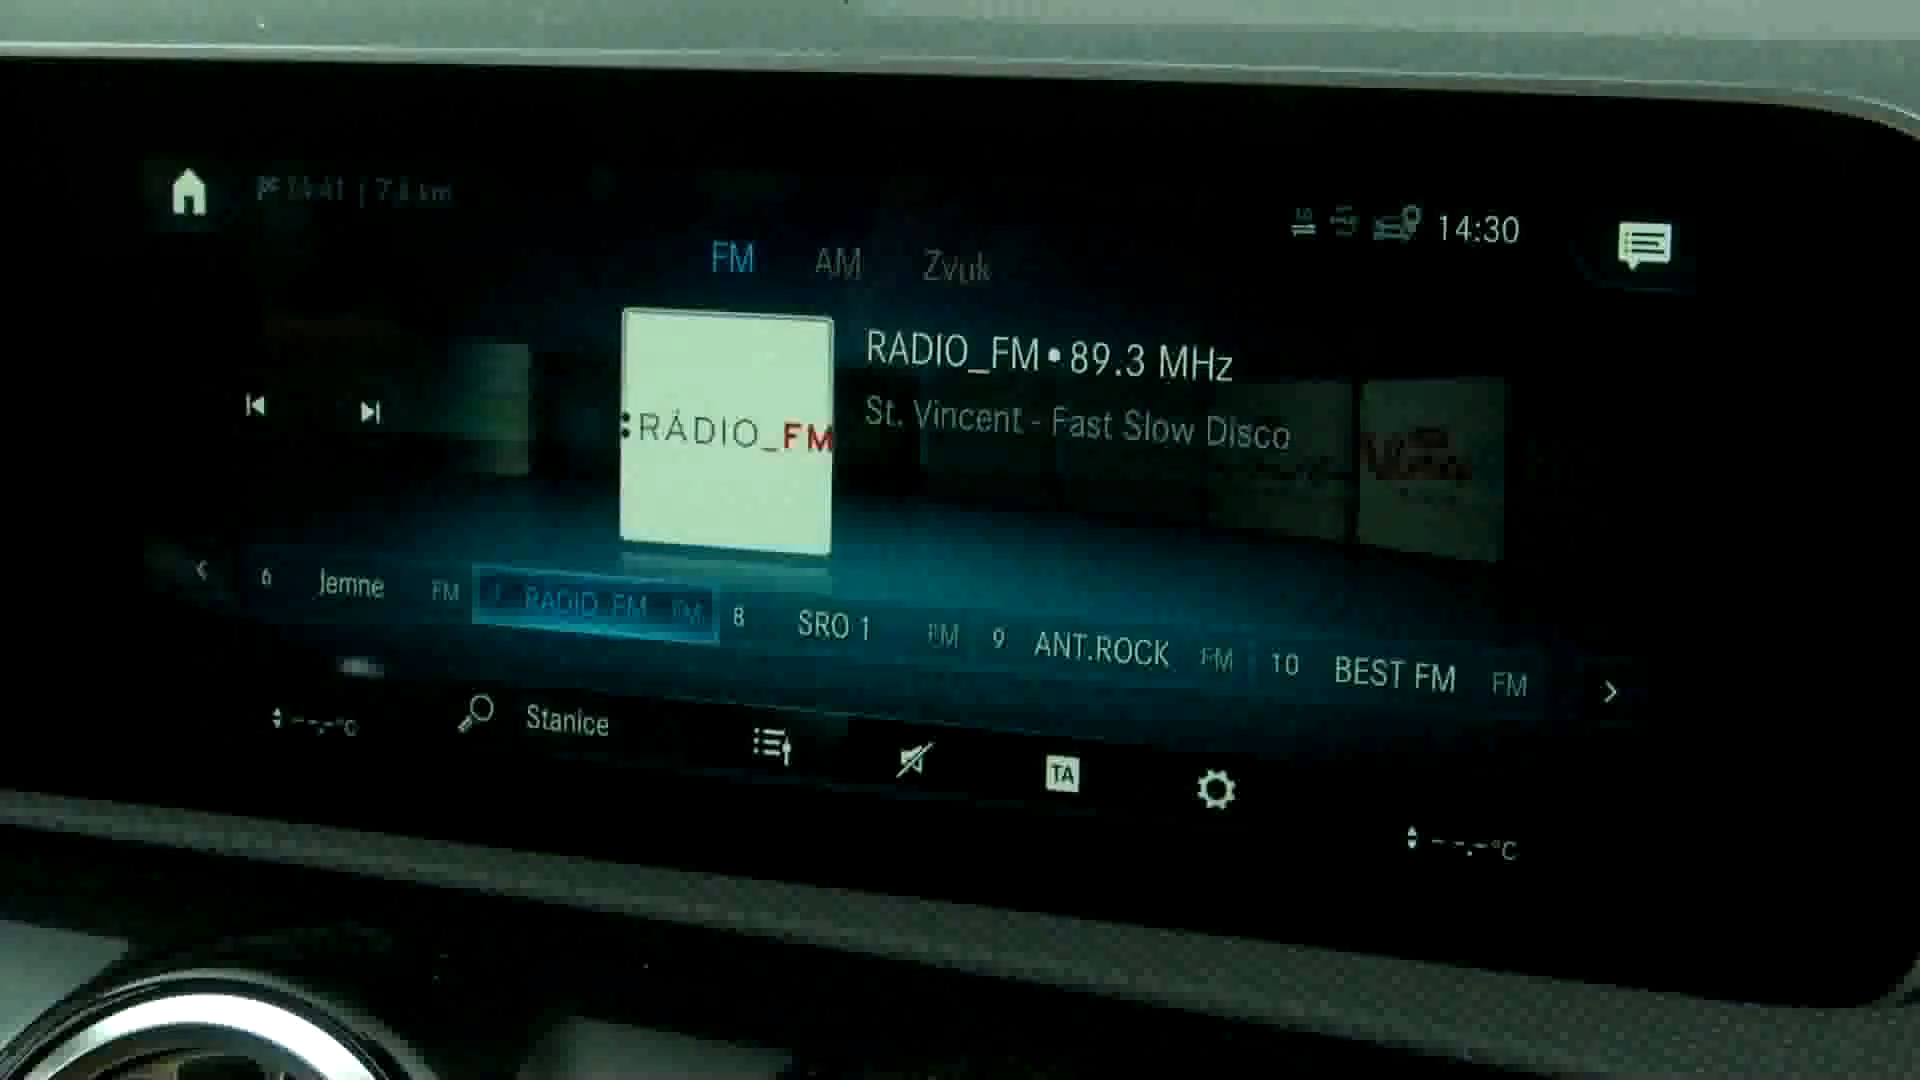 14:30
FM AM Zvuk
RADIO_FM • 89.3 MHz
St. Vincent - Fast Slow Disco
:RÁDIO_FM
6 Jemne FM RADIO_FM FM 8 SRO 1 FM 9 ANT.ROCK FM 10 BEST FM FM
--.-°C Stanice TA --.-°C